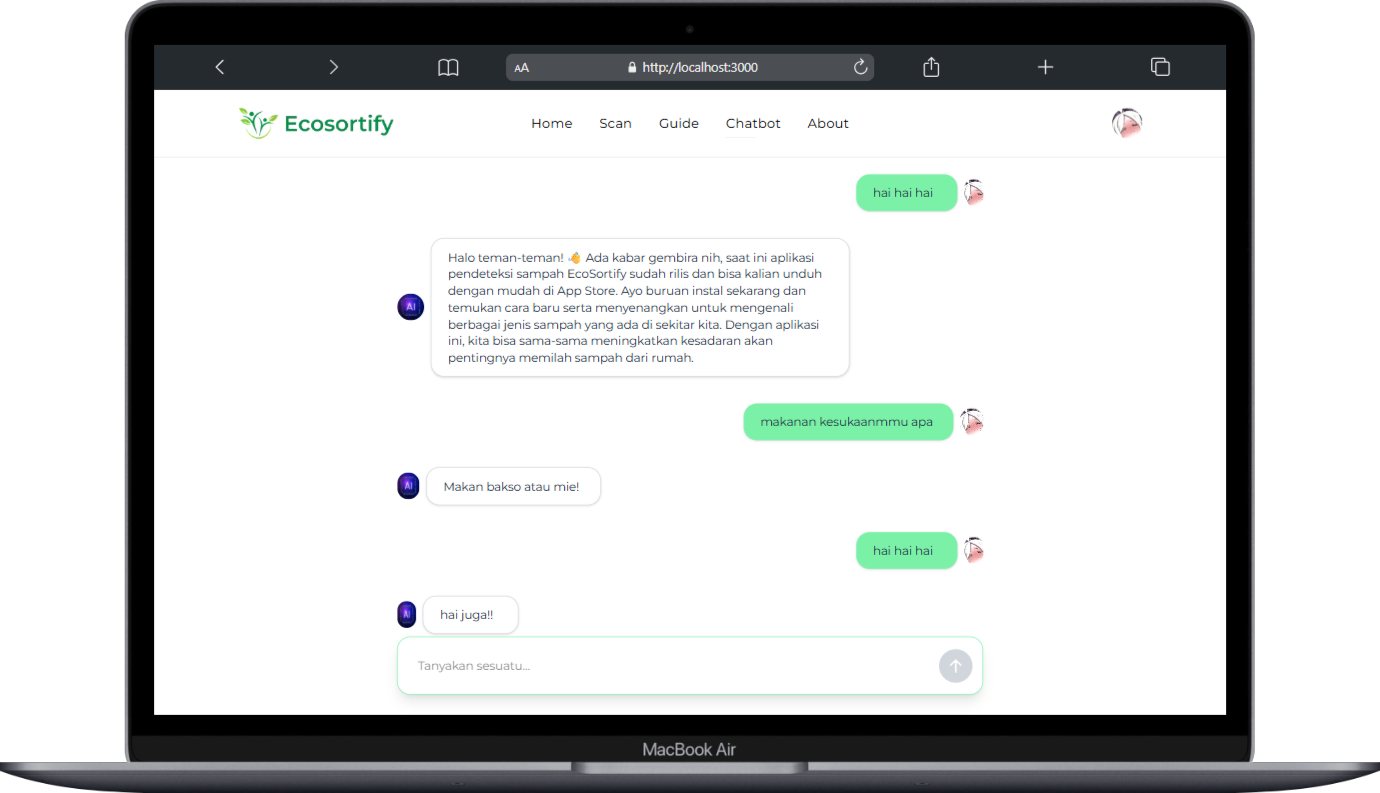 AA http://localhost:3000
Ecosortify Home Scan Guide Chatbot About
hai hai hai
Halo teman-teman! 👋 Ada kabar gembira nih, saat ini aplikasi
pendeteksi sampah EcoSortify sudah rilis dan bisa kalian unduh
dengan mudah di App Store. Ayo buruan instal sekarang dan
temukan cara baru serta menyenangkan untuk mengenali
berbagai jenis sampah yang ada di sekitar kita. Dengan aplikasi
ini, kita bisa sama-sama meningkatkan kesadaran akan
pentingnya memilah sampah dari rumah.
AI
makanan kesukaanmmu apa
AI Makan bakso atau mie!
hai hai hai
AI hai juga!!
Tanyakan sesuatu...
MacBook Air